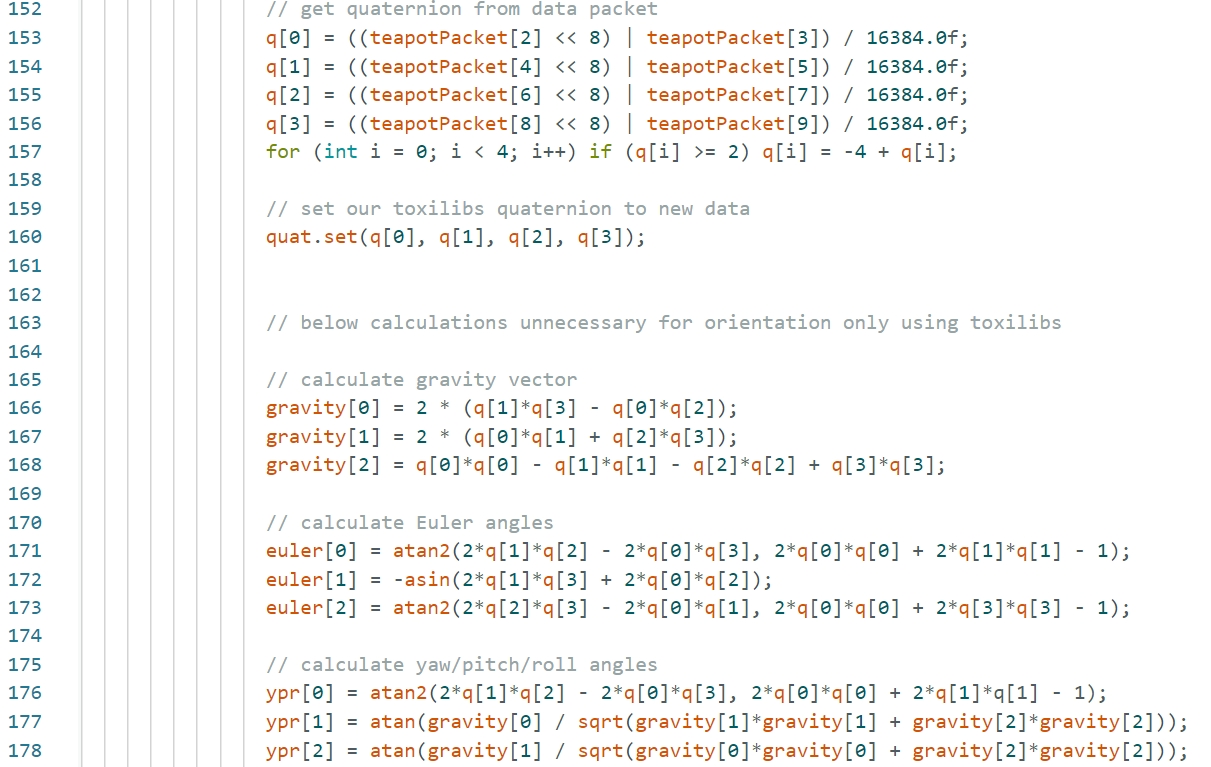 152 // get quaternion from data packet
153 q[0] = ((teapotPacket[2] << 8) | teapotPacket[3]) / 16384.0f;
154 q[1] = ((teapotPacket[4] << 8) | teapotPacket[5]) / 16384.0f;
155 q[2] = ((teapotPacket[6] << 8) | teapotPacket[7]) / 16384.0f;
156 q[3] = ((teapotPacket[8] << 8) | teapotPacket[9]) / 16384.0f;
157 for (int i = 0; i < 4; i++) if (q[i] >= 2) q[i] = -4 + q[i];
158
159 // set our toxilibs quaternion to new data
160 quat.set(q[0], q[1], q[2], q[3]);
161
162
163 // below calculations unnecessary for orientation only using toxilibs
164
165 // calculate gravity vector
166 gravity[0] = 2 * (q[1]*q[3] - q[0]*q[2]);
167 gravity[1] = 2 * (q[0]*q[1] + q[2]*q[3]);
168 gravity[2] = q[0]*q[0] - q[1]*q[1] - q[2]*q[2] + q[3]*q[3];
169
170 // calculate Euler angles
171 euler[0] = atan2(2*q[1]*q[2] - 2*q[0]*q[3], 2*q[0]*q[0] + 2*q[1]*q[1] - 1);
172 euler[1] = -asin(2*q[1]*q[3] + 2*q[0]*q[2]);
173 euler[2] = atan2(2*q[2]*q[3] - 2*q[0]*q[1], 2*q[0]*q[0] + 2*q[3]*q[3] - 1);
174
175 // calculate yaw/pitch/roll angles
176 ypr[0] = atan2(2*q[1]*q[2] - 2*q[0]*q[3], 2*q[0]*q[0] + 2*q[1]*q[1] - 1);
177 ypr[1] = atan(gravity[0] / sqrt(gravity[1]*gravity[1] + gravity[2]*gravity[2]));
178 ypr[2] = atan(gravity[1] / sqrt(gravity[0]*gravity[0] + gravity[2]*gravity[2]));